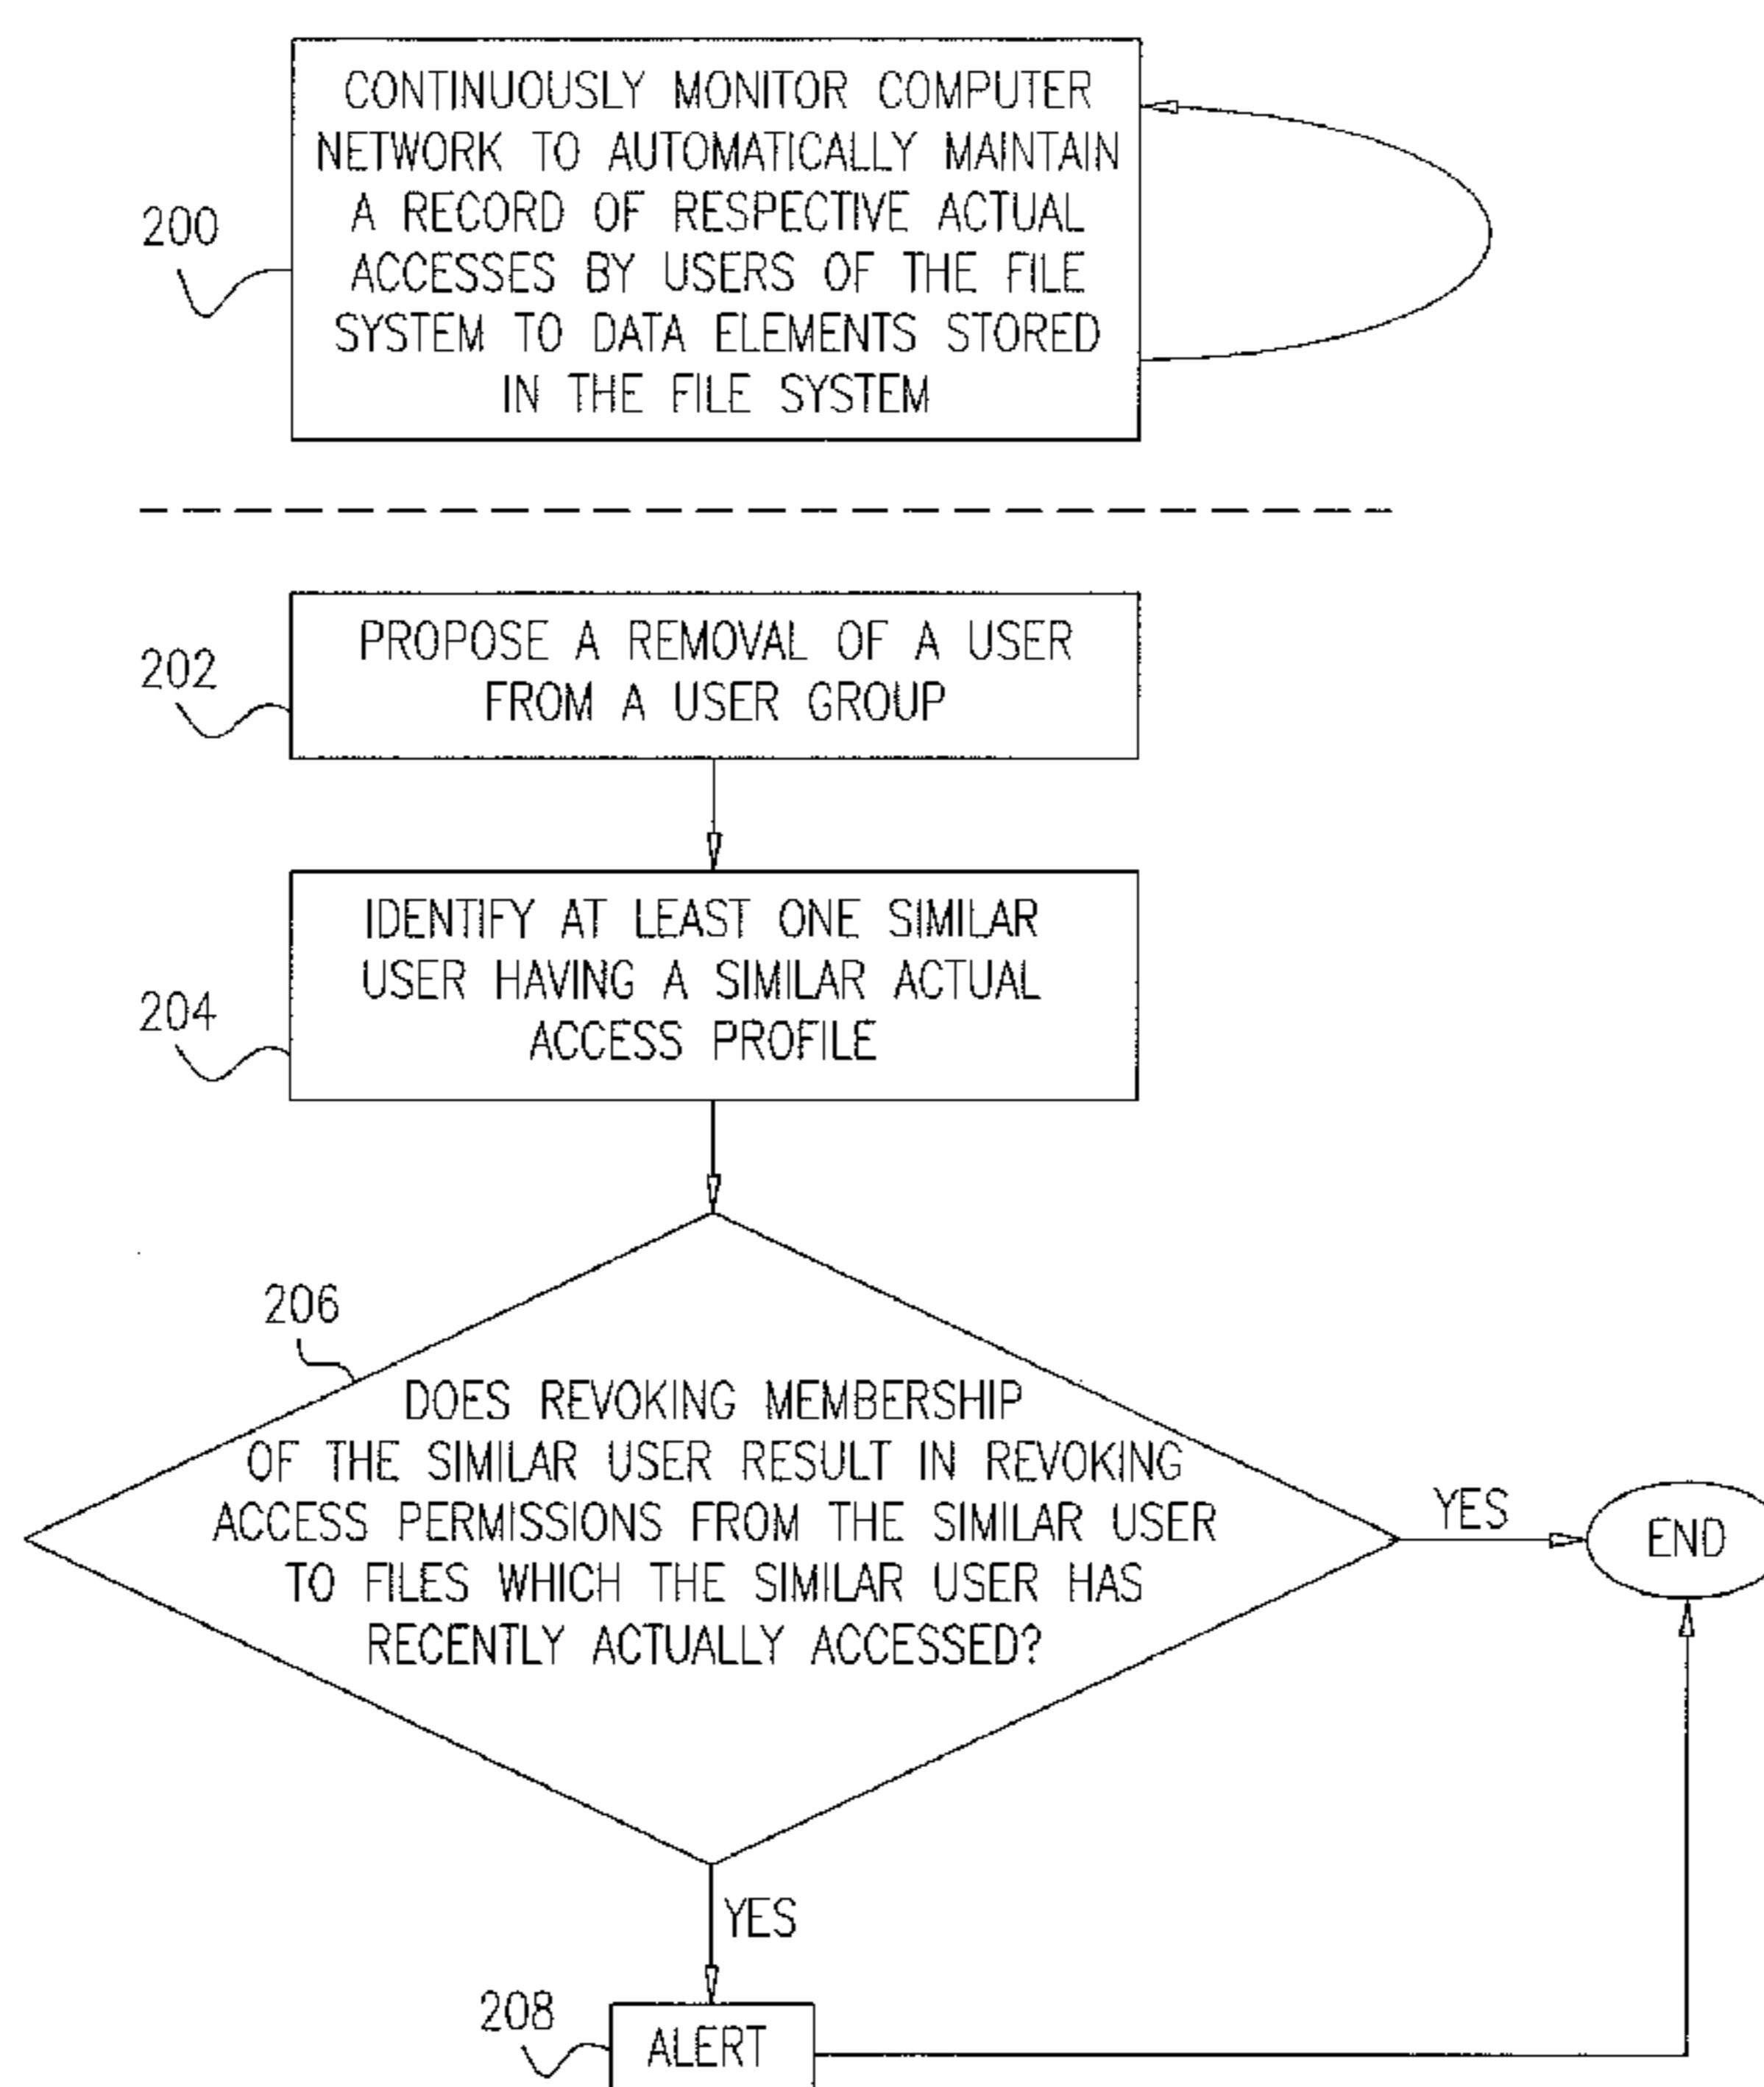 CONTINUOUSLY MONITOR COMPUTER
NETWORK TO AUTOMATICALLY MAINTAIN
A RECORD OF RESPECTIVE ACTUAL
ACCESSES BY USERS OF THE FILE
SYSTEM TO DATA ELEMENTS STORED
IN THE FILE SYSTEM
200
PROPOSE A REMOVAL OF A USER
FROM A USER GROUP
202
IDENTIFY AT LEAST ONE SIMILAR
USER HAVING A SIMILAR ACTUAL
ACCESS PROFILE
204
206
DOES REVOKING MEMBERSHIP
OF THE SIMILAR USER RESULT IN REVOKING
ACCESS PERMISSIONS FROM THE SIMILAR USER
TO FILES WHICH THE SIMILAR USER HAS
RECENTLY ACTUALLY ACCESSED?
YES
END
YES
208
ALERT